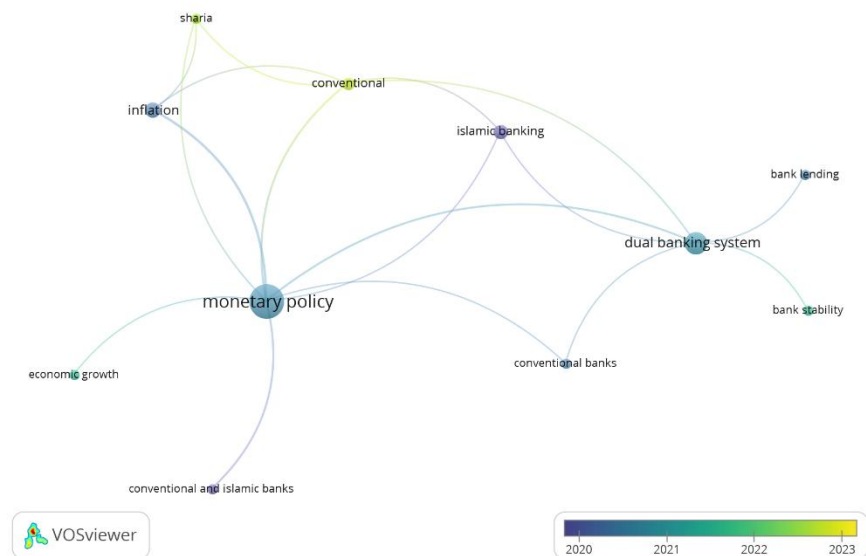 sharia
conventional
inflation
islamic banking
bank lending
dual banking system
monetary policy
bank stability
conventional banks
economic growth
conventional and islamic banks
VOSviewer
2020 2021 2022 2023